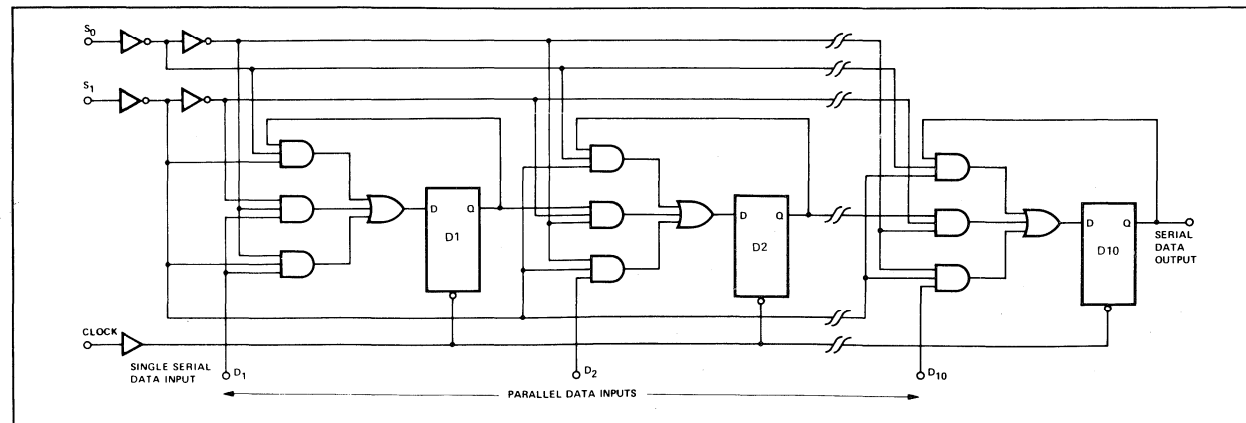 S0
S1
D Q
D1
D Q
D2
D Q
D10
SERIAL
DATA
OUTPUT
CLOCK
SINGLE SERIAL
DATA INPUT
D1
D2
D10
PARALLEL DATA INPUTS